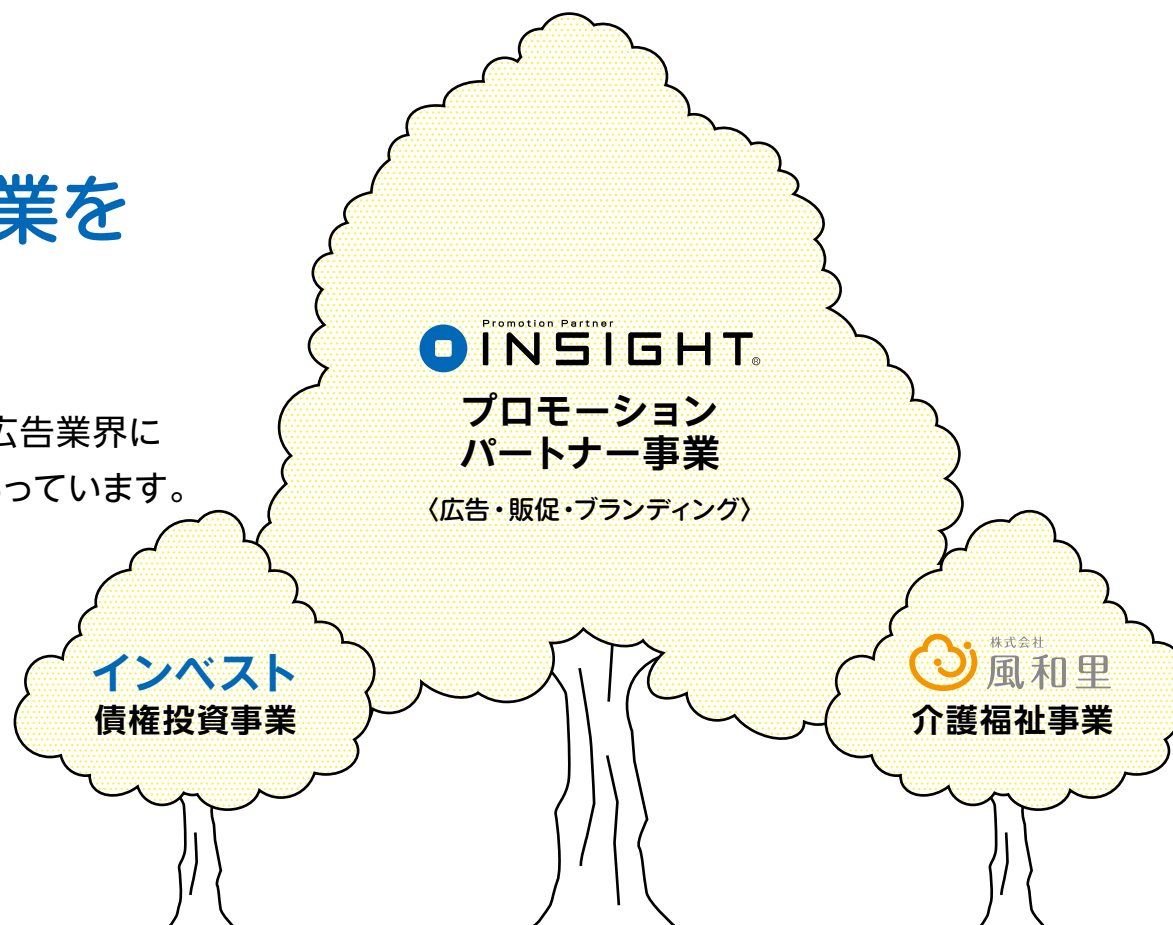 業を
広告業界に
っています。
Promotion Partner
INSIGHT®
プロモーション
パートナー事業
〈広告・販促・ブランディング〉
インベスト
債権投資事業
株式会社
風和里
介護福祉事業